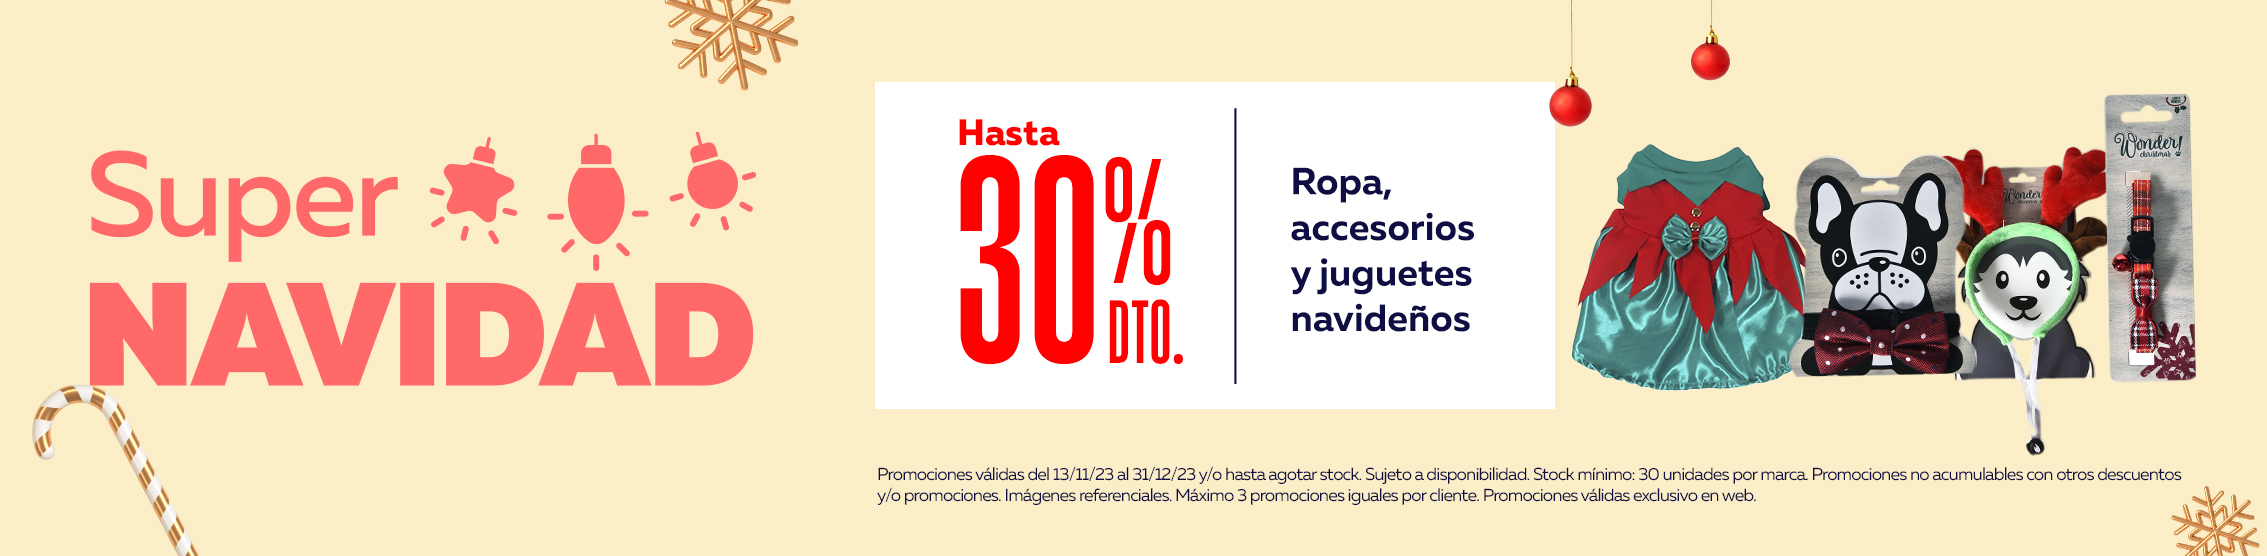 Super
NAVIDAD
Hasta
30%
DTO.
Ropa,
accesorios
y juguetes
navideños
Wonder
Wonder!
christmas
Promociones válidas del 13/11/23 al 31/12/23 y/o hasta agotar stock. Sujeto a disponibilidad. Stock mínimo: 30 unidades por marca. Promociones no acumulables con otros descuentos
y/o promociones. Imágenes referenciales. Máximo 3 promociones iguales por cliente. Promociones válidas exclusivo en web.